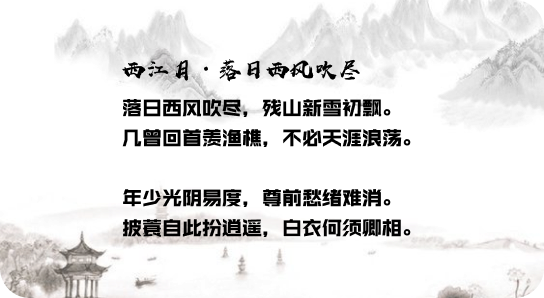 西江月·落日西风吹尽
落日西风吹尽，残山新雪初飘。
几曾回首羡渔樵，不必天涯浪荡。
年少光阴易度，尊前愁绪难消。
披蓑自此扮逍遥，白衣何须卿相。